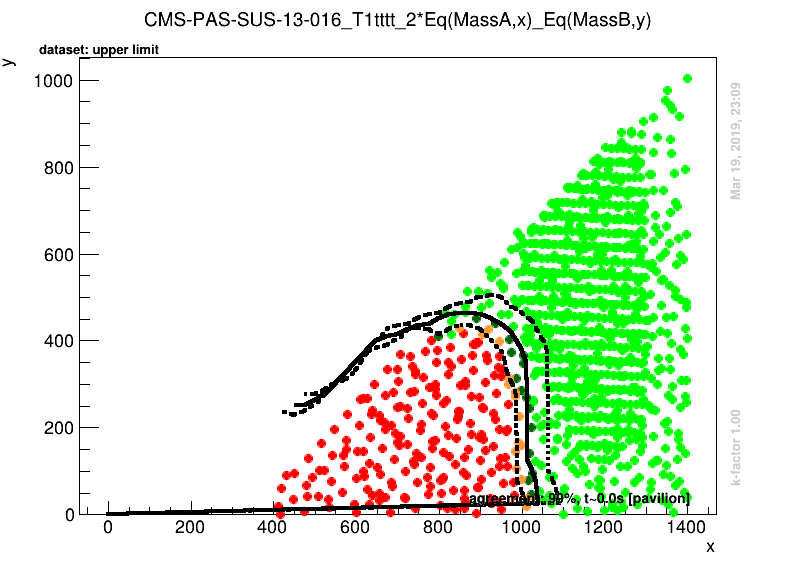 CMS-PAS-SUS-13-016_T1tttt_2*Eq(MassA,x)_Eq(MassB,y)
dataset: upper limit
y
1000
800
600
400
200
0
0 200 400 600 800 1000 1200 1400
x
agreement: 99%, t~0.0s [pavilion]
Mar 19, 2019, 23:09
k-factor 1.00